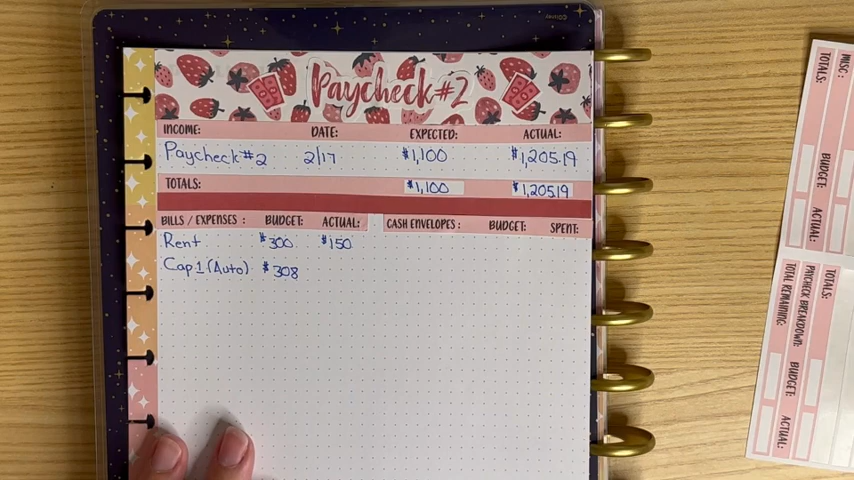 ©Disney
Paycheck #2
INCOME: DATE: EXPECTED: ACTUAL:
Paycheck #2 2/17 $1,100 $1,205.19
TOTALS: $1,100 $1,205.19
BILLS / EXPENSES : BUDGET: ACTUAL: CASH ENVELOPES : BUDGET: SPENT:
Rent $300 $150
Cap 1 (Auto) $308
MISC :
TOTALS: BUDGET: ACTUAL:
TOTALS:
PAYCHECK BREAKDOWN: BUDGET: ACTUAL:
TOTAL REMAINING: